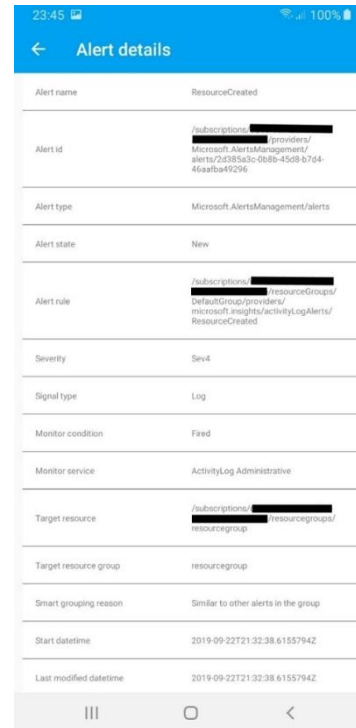 23:45 100%
Alert details
Alert name ResourceCreated
/subscriptions/
/providers/
Microsoft.AlertsManagement/
Alert id
alerts/2d385a3c-0b8b-45d8-b7d4-
46aafba49296
Alert type Microsoft.AlertsManagement/alerts
Alert state New
/subscriptions/
/resourceGroups/
Alert rule DefaultGroup/providers/
microsoft.insights/activityLogAlerts/
ResourceCreated
Severity Sev4
Signal type Log
Monitor condition Fired
Monitor service ActivityLog Administrative
/subscriptions/
Target resource /resourcegroups/
resourcegroup
Target resource group resourcegroup
Smart grouping reason Similar to other alerts in the group
Start datetime 2019-09-22T21:32:38.6155794Z
Last modified datetime 2019-09-22T21:32:38.6155794Z